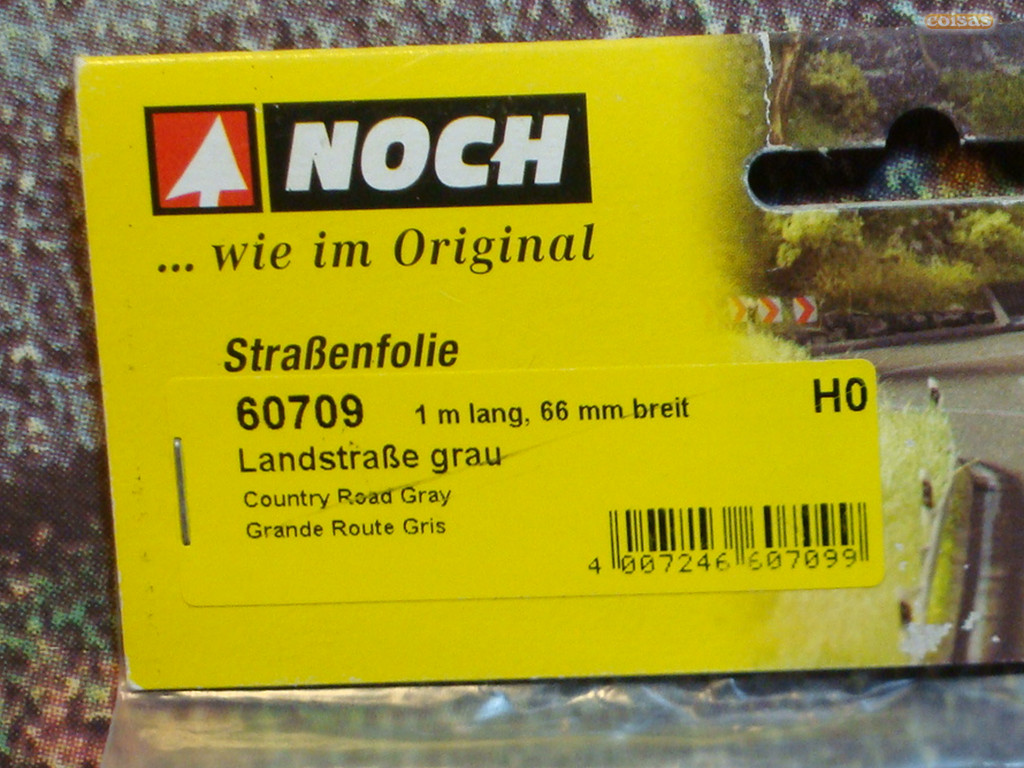 coisas
NOCH
... wie im Original
Straßenfolie
60709 1 m lang, 66 mm breit H0
Landstraße grau
Country Road Gray
Grande Route Gris
4 007246 607099